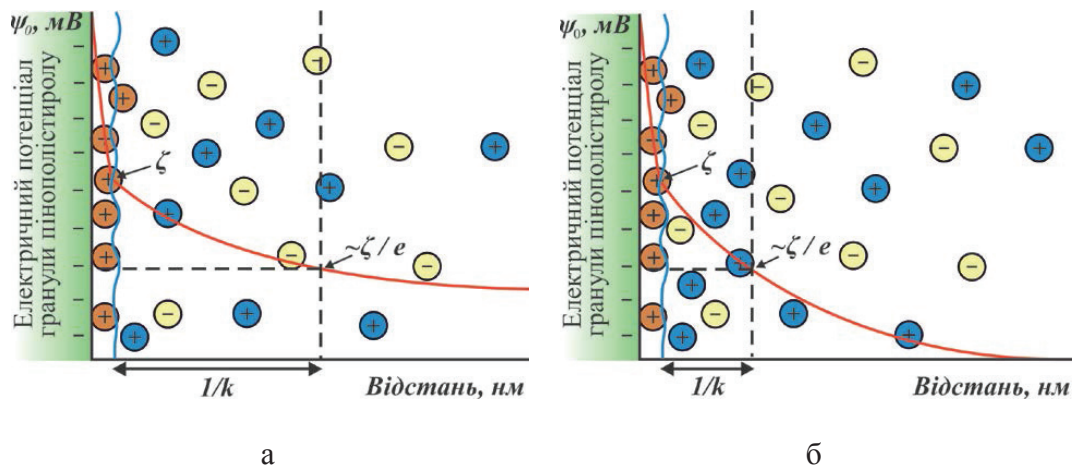 ψ₀, мВ
Електричний потенціал
гранули пінополістиролу
ζ
~ζ / e
1/k
Відстань, нм
а
ψ₀, мВ
Електричний потенціал
гранули пінополістиролу
ζ
~ζ / e
1/k
Відстань, нм
б